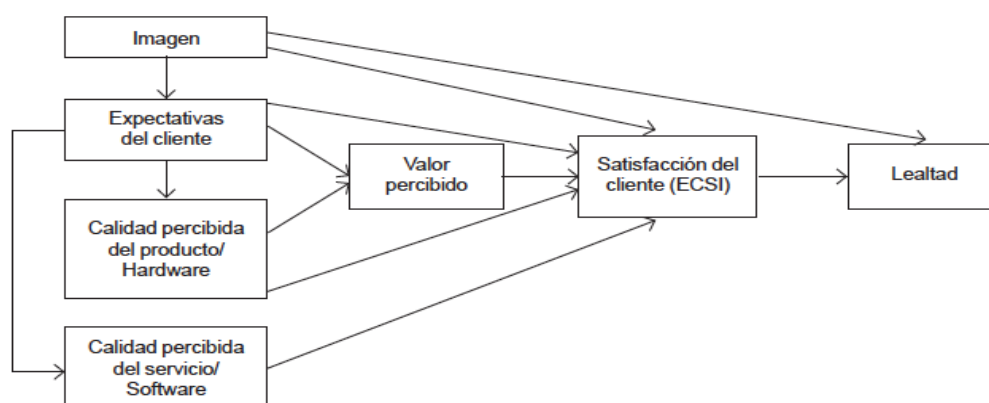 Imagen
Expectativas
del cliente
Valor
percibido
Satisfacción del
cliente (ECSI)
Lealtad
Calidad percibida
del producto/
Hardware
Calidad percibida
del servicio/
Software